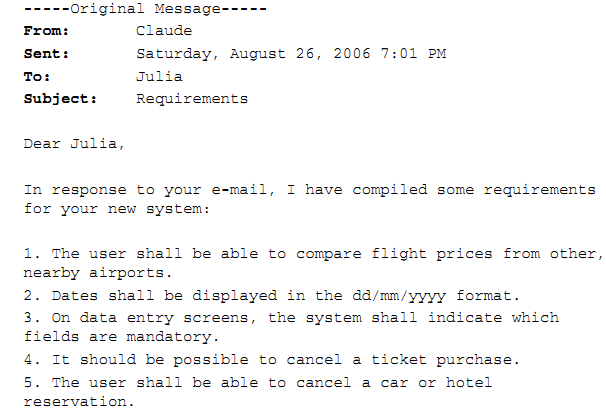 -----Original Message-----
From: Claude
Sent: Saturday, August 26, 2006 7:01 PM
To: Julia
Subject: Requirements
Dear Julia,
In response to your e-mail, I have compiled some requirements
for your new system:
1. The user shall be able to compare flight prices from other,
nearby airports.
2. Dates shall be displayed in the dd/mm/yyyy format.
3. On data entry screens, the system shall indicate which
fields are mandatory.
4. It should be possible to cancel a ticket purchase.
5. The user shall be able to cancel a car or hotel
reservation.